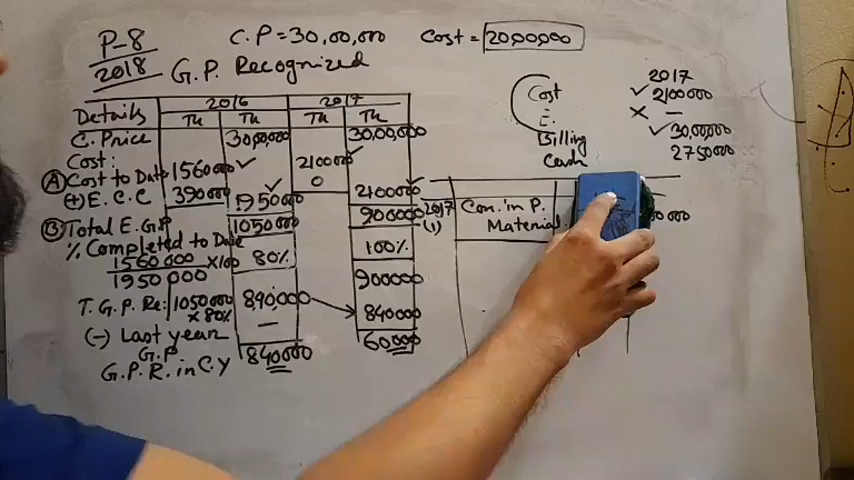 P-8
2018
C.P = 30,00,000
Cost = 20,00,000
G.P. Recognized
Details 2016 2017
Tk Tk Tk Tk
C. Price 30,00,000 30,00,000
Cost:
(A) Cost to Date 1560000 2100000
(+) E. C. C 390000 1950000 0 2100000
(B) Total E.G.P 1050000 900000
% Completed to Date
1560000 x100
1950000
80% 100%
900000
T. G. P. Re: 1050000 x 80% 840,000 840000
(-) Last year G.P —
G.P. R. in C.Y 840000 60000
2017
Cost 2100000
E. —
Billing 30,00,000
Cash 2750000
2017
(1)
Con. in P.
Material